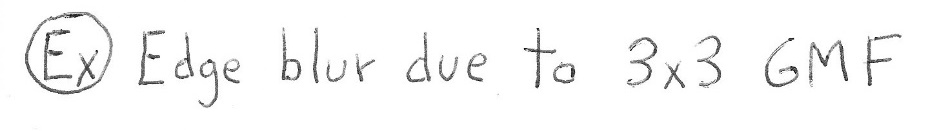 Ex Edge blur due to 3x3 GMF